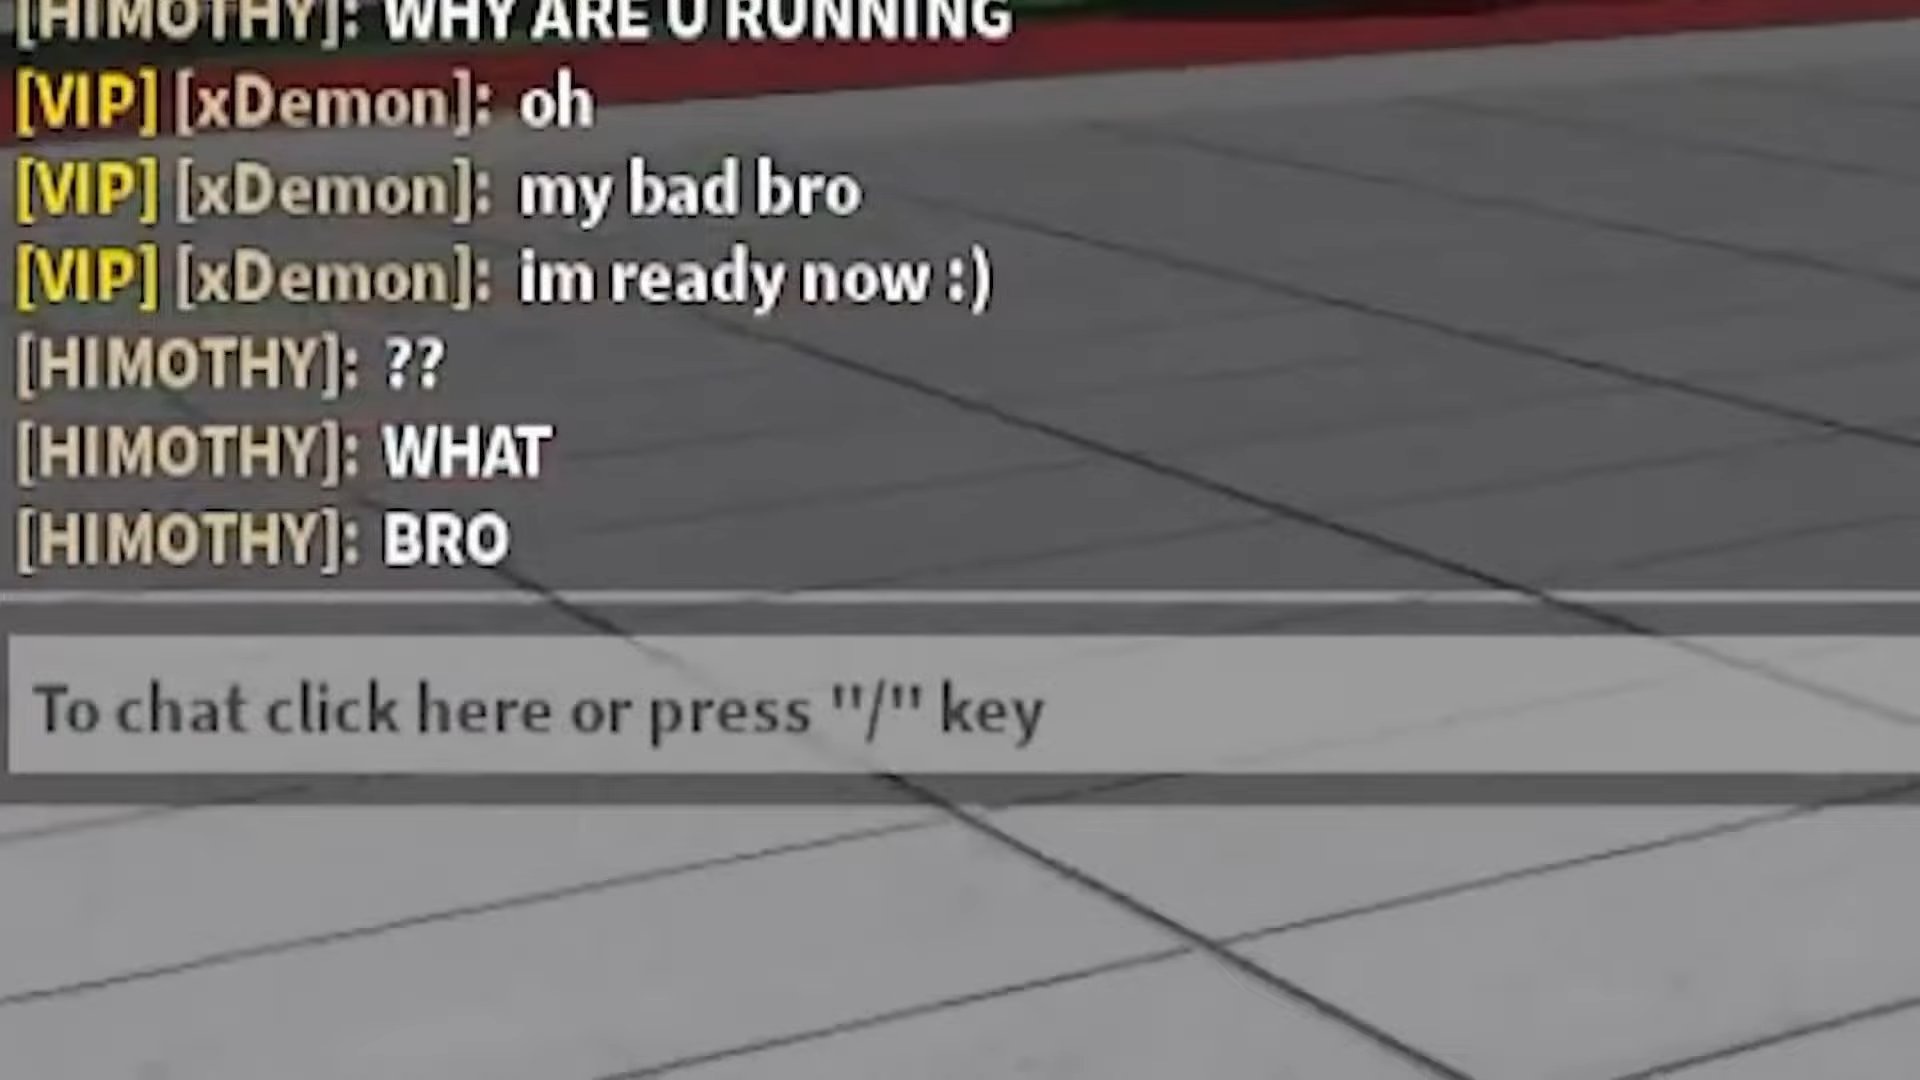 [HIMOTHY]: WHY ARE U RUNNING
[VIP] [xDemon]: oh
[VIP] [xDemon]: my bad bro
[VIP] [xDemon]: im ready now :)
[HIMOTHY]: ??
[HIMOTHY]: WHAT
[HIMOTHY]: BRO
To chat click here or press "/" key